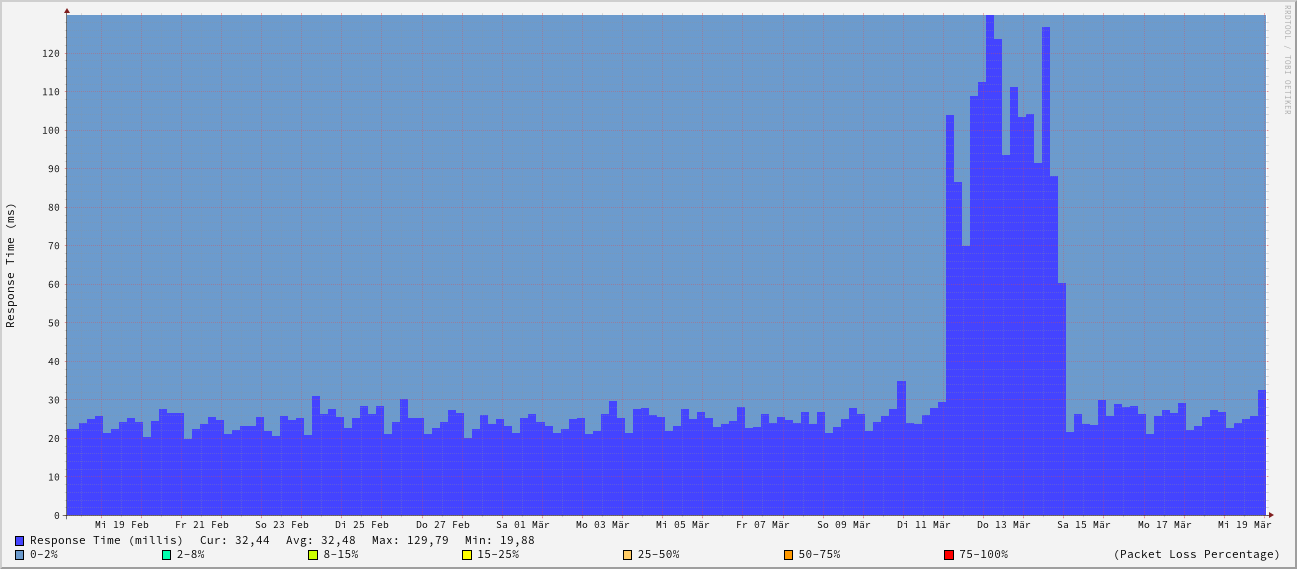 RRDTOOL / TOBI OETIKER
Response Time (ms)
120
110
100
90
80
70
60
50
40
30
20
10
0
Mi 19 Feb Fr 21 Feb So 23 Feb Di 25 Feb Do 27 Feb Sa 01 Mär Mo 03 Mär Mi 05 Mär Fr 07 Mär So 09 Mär Di 11 Mär Do 13 Mär Sa 15 Mär Mo 17 Mär Mi 19 Mär
Response Time (millis) Cur: 32,44 Avg: 32,48 Max: 129,79 Min: 19,88
0-2% 2-8% 8-15% 15-25% 25-50% 50-75% 75-100% (Packet Loss Percentage)